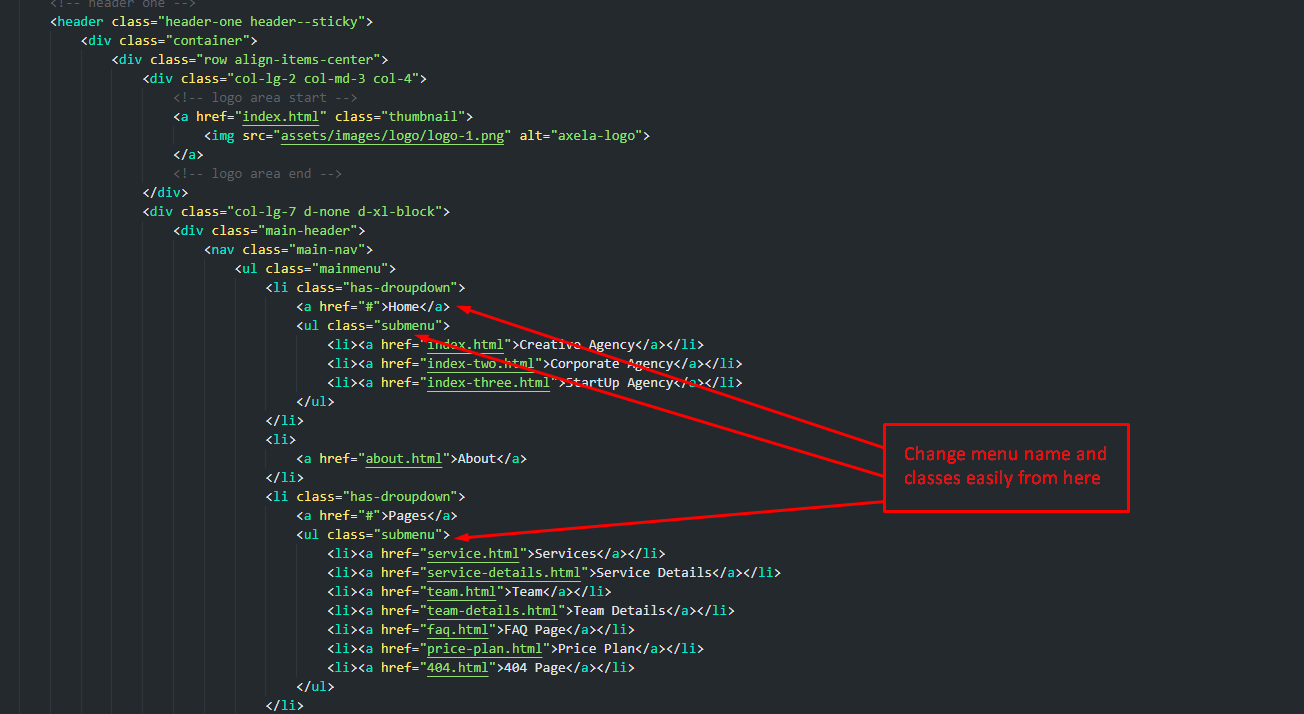 <!-- header one -->
<header class="header-one header--sticky">
<div class="container">
<div class="row align-items-center">
<div class="col-lg-2 col-md-3 col-4">
<!-- logo area start -->
<a href="index.html" class="thumbnail">
<img src="assets/images/logo/logo-1.png" alt="axela-logo">
</a>
<!-- logo area end -->
</div>
<div class="col-lg-7 d-none d-xl-block">
<div class="main-header">
<nav class="main-nav">
<ul class="mainmenu">
<li class="has-droupdown">
<a href="#">Home</a>
<ul class="submenu">
<li><a href="index.html">Creative Agency</a></li>
<li><a href="index-two.html">Corporate Agency</a></li>
<li><a href="index-three.html">StartUp Agency</a></li>
</ul>
</li>
<li>
<a href="about.html">About</a>
</li>
<li class="has-droupdown">
<a href="#">Pages</a>
<ul class="submenu">
<li><a href="service.html">Services</a></li>
<li><a href="service-details.html">Service Details</a></li>
<li><a href="team.html">Team</a></li>
<li><a href="team-details.html">Team Details</a></li>
<li><a href="faq.html">FAQ Page</a></li>
<li><a href="price-plan.html">Price Plan</a></li>
<li><a href="404.html">404 Page</a></li>
</ul>
</li>
Change menu name and
classes easily from here